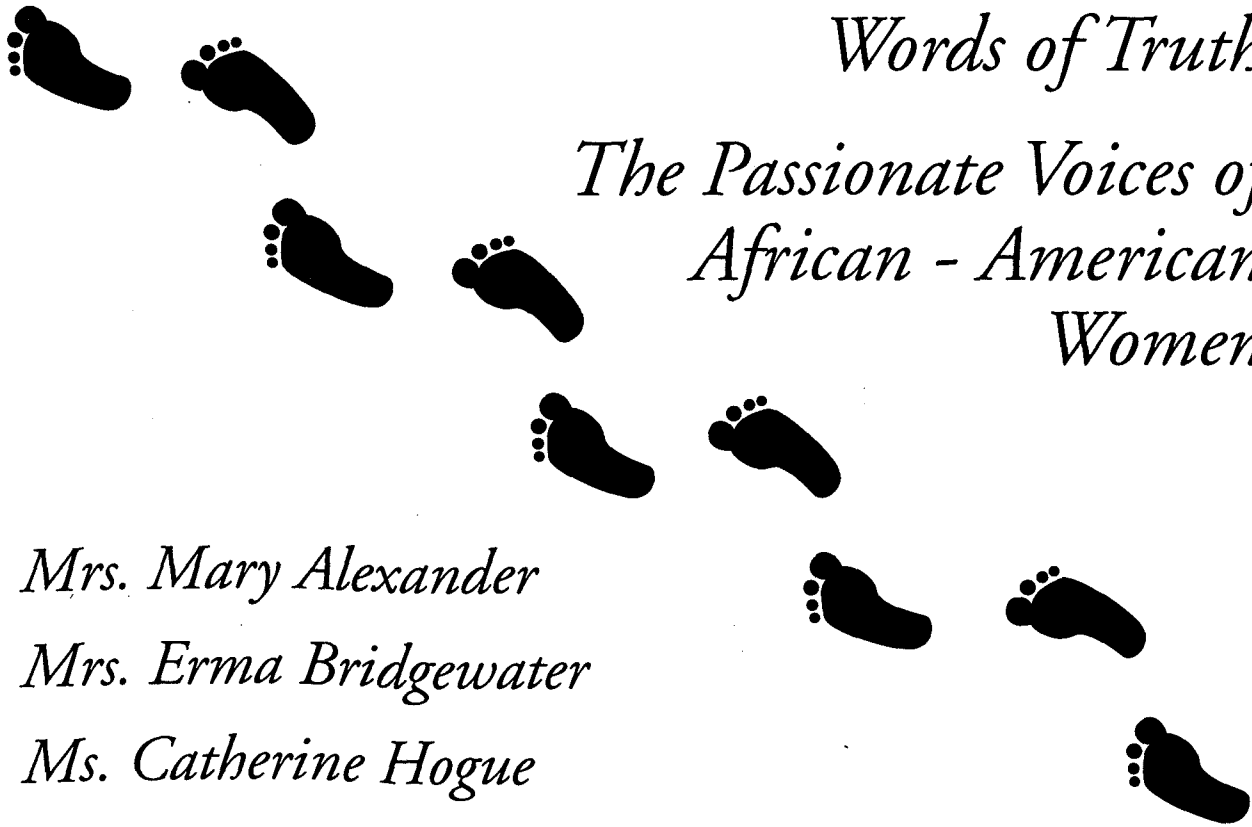 Words of Truth
The Passionate Voices of
African - American
Women
Mrs. Mary Alexander
Mrs. Erma Bridgewater
Ms. Catherine Hogue